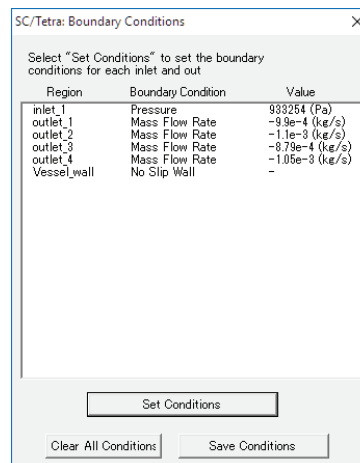 SC/Tetra: Boundary Conditions ×
Select "Set Conditions" to set the boundary
conditions for each inlet and out
Region Boundary Condition Value
inlet_1 Pressure 933254 (Pa)
outlet_1 Mass Flow Rate -9.9e-4 (kg/s)
outlet_2 Mass Flow Rate -1.1e-3 (kg/s)
outlet_3 Mass Flow Rate -8.79e-4 (kg/s)
outlet_4 Mass Flow Rate -1.05e-3 (kg/s)
Vessel_wall No Slip Wall -
Set Conditions
Clear All Conditions Save Conditions